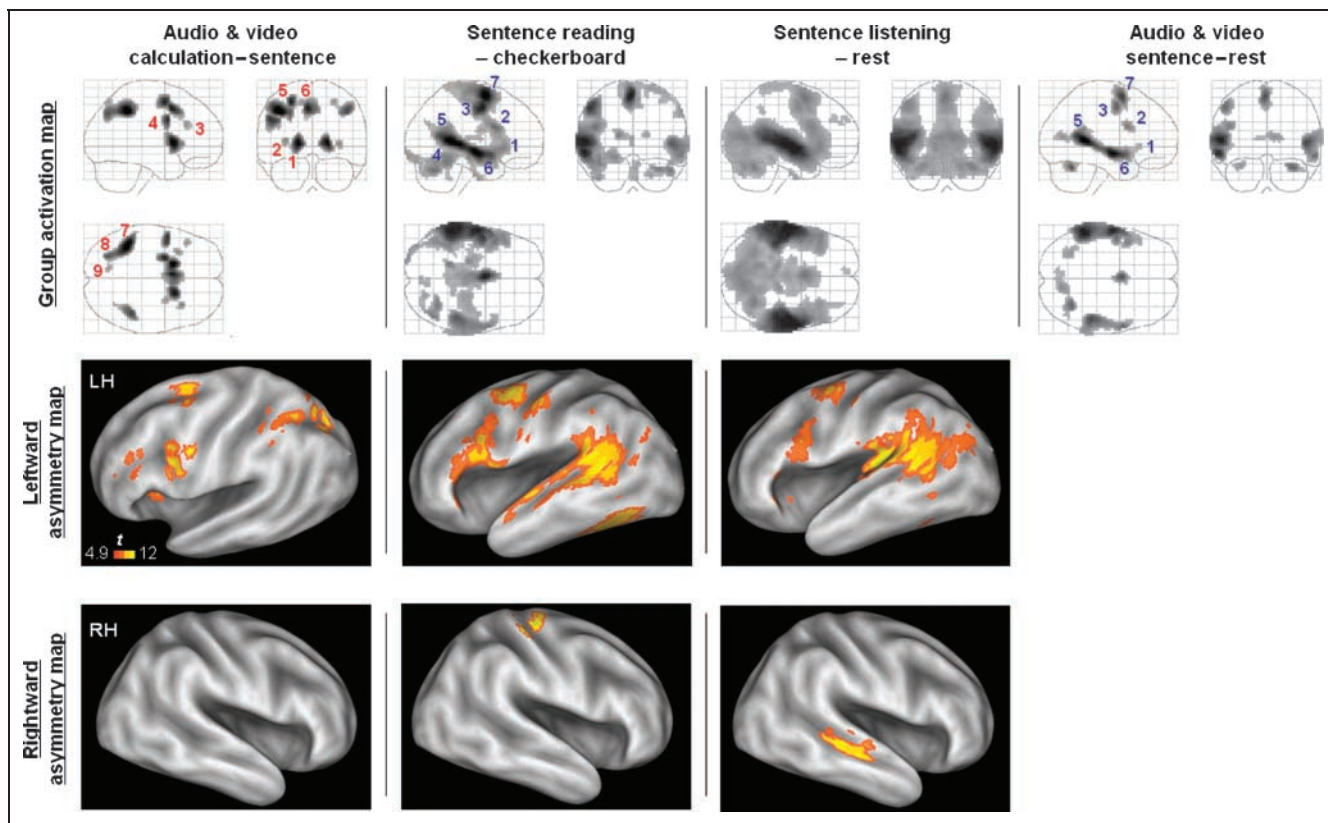 Audio & video
calculation–sentence
Sentence reading
– checkerboard
Sentence listening
– rest
Audio & video
sentence–rest
Group activation map
5 6
4
3
2
1
7
8
9
7
3
2
5
1
4
6
7
3
2
5
1
6
Leftward
asymmetry map
LH
t
4.9 12
Rightward
asymmetry map
RH